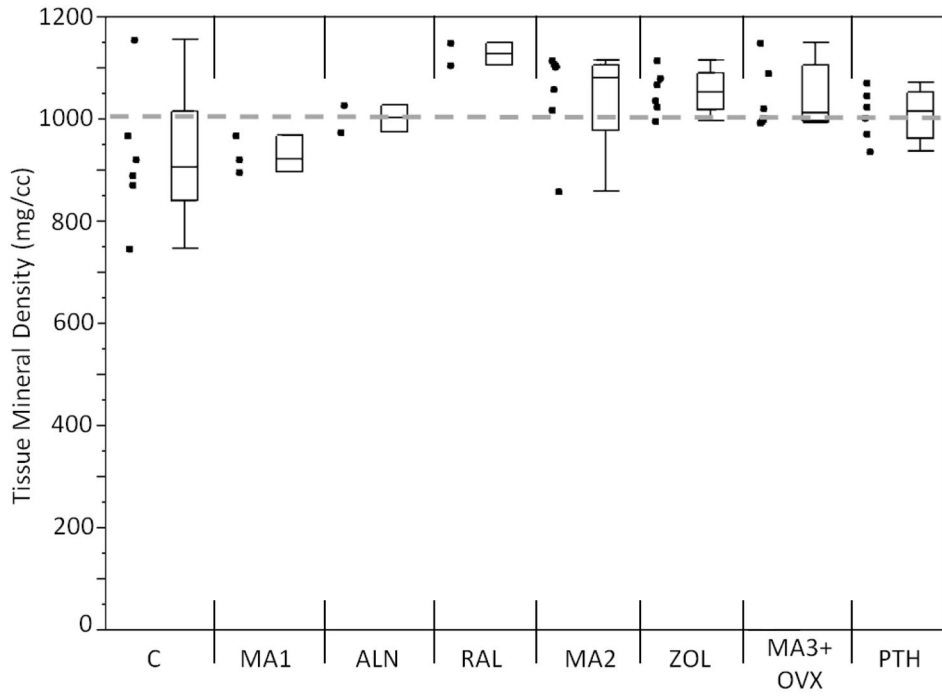 Tissue Mineral Density (mg/cc)
1200
1000
800
600
400
200
0
C
MA1
ALN
RAL
MA2
ZOL
MA3+
OVX
PTH